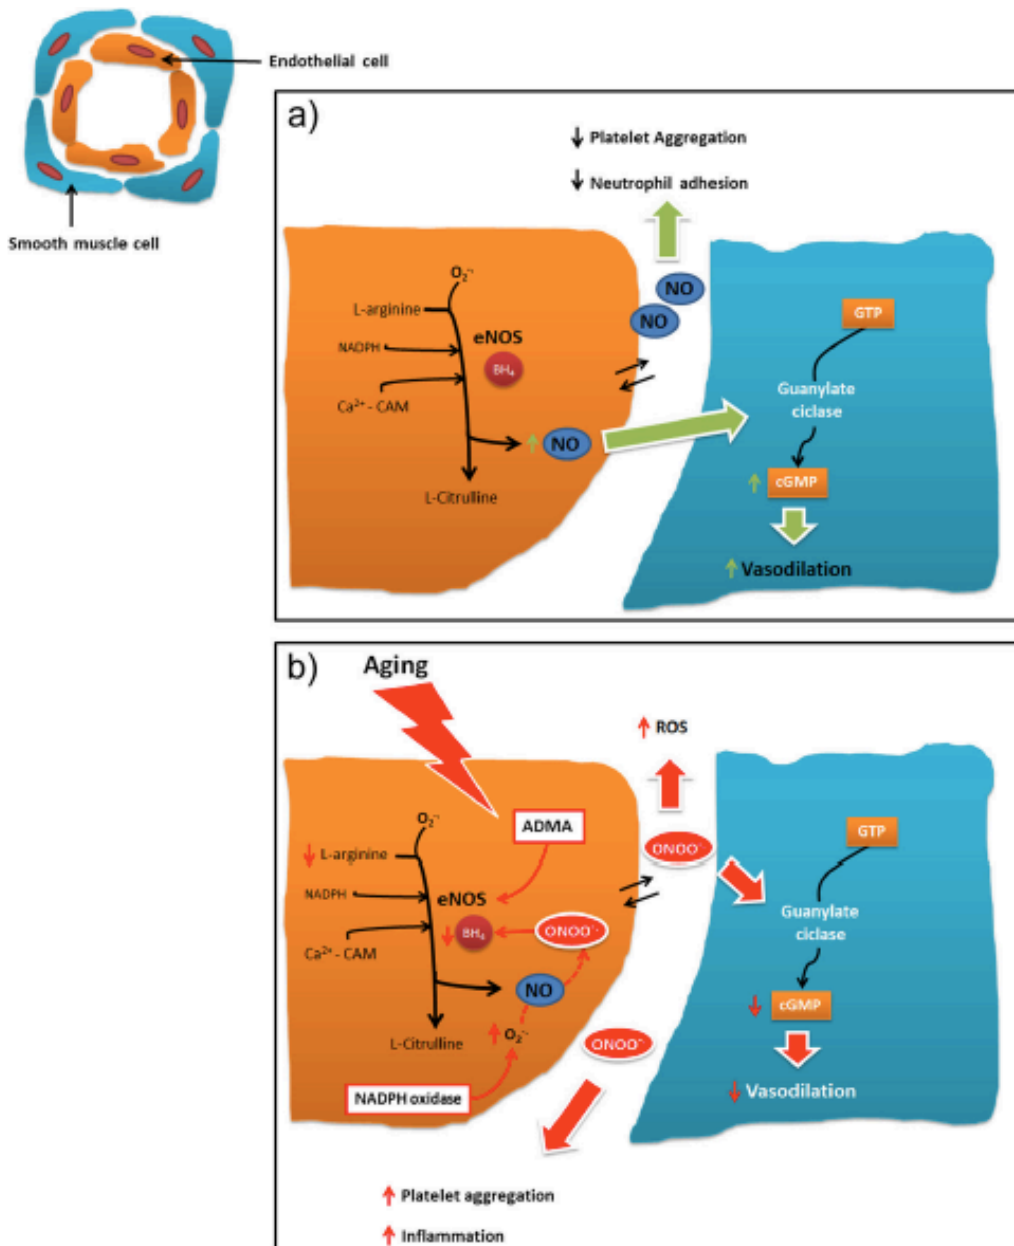 Endothelial cell
Smooth muscle cell
a)
↓ Platelet Aggregation
↓ Neutrophil adhesion
O₂⁻·
L-arginine
NADPH
eNOS
BH₄
Ca²⁺ - CAM
↑ NO
L-Citrulline
NO
NO
GTP
Guanylate
ciclase
↑ cGMP
↑ Vasodilation
b)
Aging
↑ ROS
O₂⁻·
ADMA
↓ L-arginine
NADPH
eNOS
↓ BH₄
ONOO⁻·
Ca²⁺ - CAM
NO
↑ O₂⁻·
L-Citrulline
NADPH oxidase
ONOO⁻
ONOO⁻
GTP
Guanylate
ciclase
↓ cGMP
↓ Vasodilation
↑ Platelet aggregation
↑ Inflammation